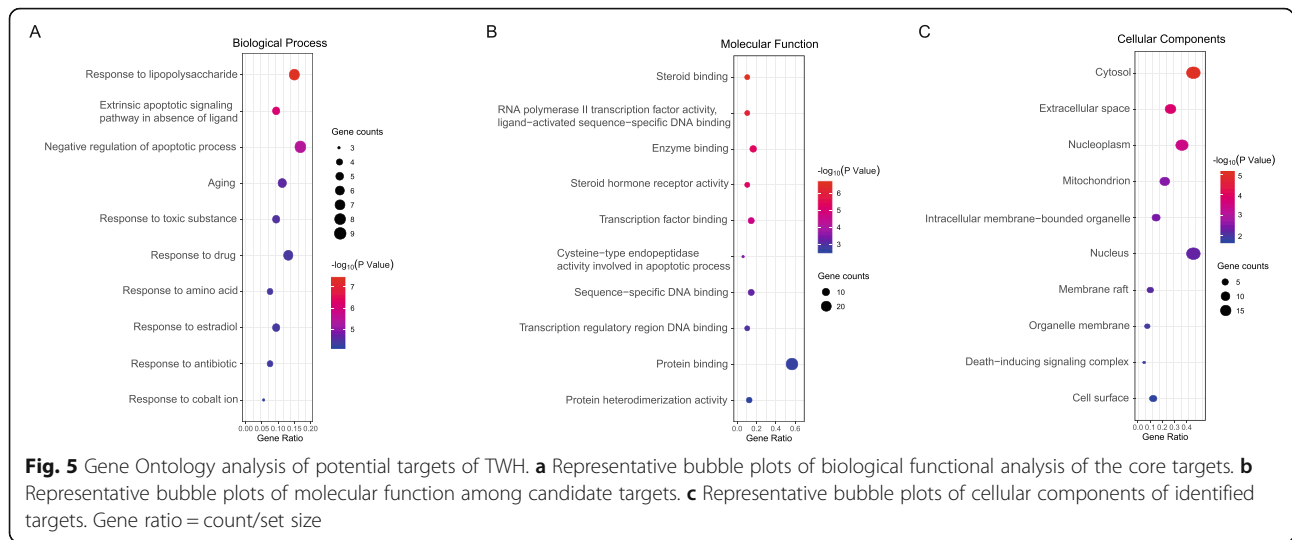 A
Biological Process
Response to lipopolysaccharide
Extrinsic apoptotic signaling
pathway in absence of ligand
Negative regulation of apoptotic process
Aging
Response to toxic substance
Response to drug
Response to amino acid
Response to estradiol
Response to antibiotic
Response to cobalt ion
0.00 0.05 0.10 0.15 0.20
Gene Ratio
Gene counts
3
4
5
6
7
8
9
-log10(P Value)
7
6
5
B
Molecular Function
Steroid binding
RNA polymerase II transcription factor activity,
ligand−activated sequence−specific DNA binding
Enzyme binding
Steroid hormone receptor activity
Transcription factor binding
Cysteine-type endopeptidase
activity involved in apoptotic process
Sequence−specific DNA binding
Transcription regulatory region DNA binding
Protein binding
Protein heterodimerization activity
0.0 0.2 0.4 0.6
Gene Ratio
-log10(P Value)
6
5
4
3
Gene counts
10
20
C
Cellular Components
Cytosol
Extracellular space
Nucleoplasm
Mitochondrion
Intracellular membrane−bounded organelle
Nucleus
Membrane raft
Organelle membrane
Death−inducing signaling complex
Cell surface
0.0 0.1 0.2 0.3 0.4
Gene Ratio
-log10(P Value)
5
4
3
2
Gene counts
5
10
15
Fig. 5 Gene Ontology analysis of potential targets of TWH. a Representative bubble plots of biological functional analysis of the core targets. b
Representative bubble plots of molecular function among candidate targets. c Representative bubble plots of cellular components of identified
targets. Gene ratio = count/set size